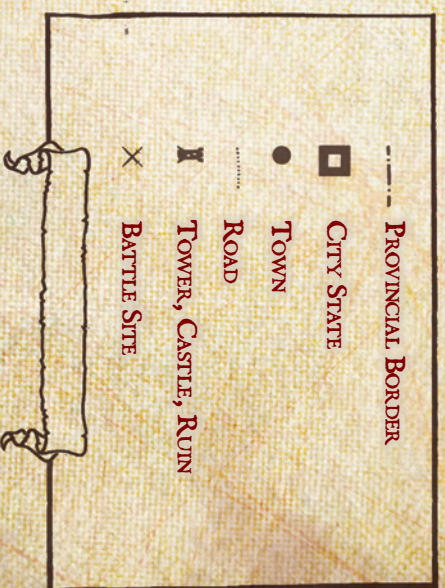 Provincial Border
City State
Town
Road
Tower, Castle, Ruin
Battle Site